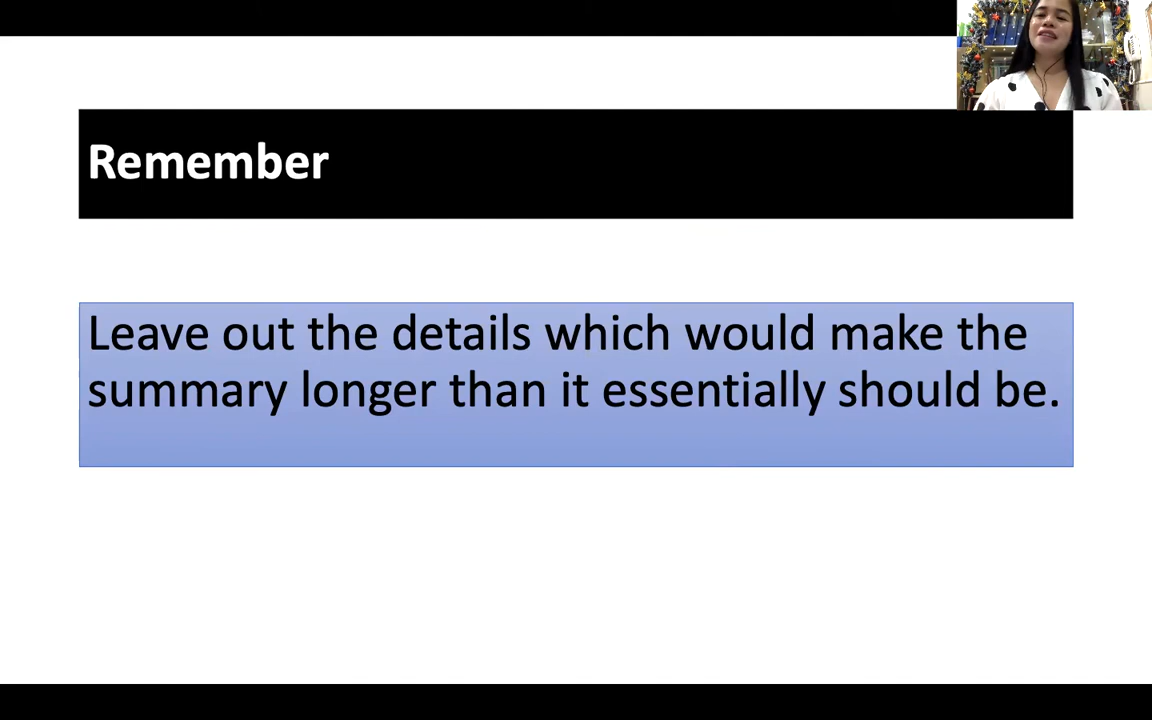 Remember
Leave out the details which would make the
summary longer than it essentially should be.